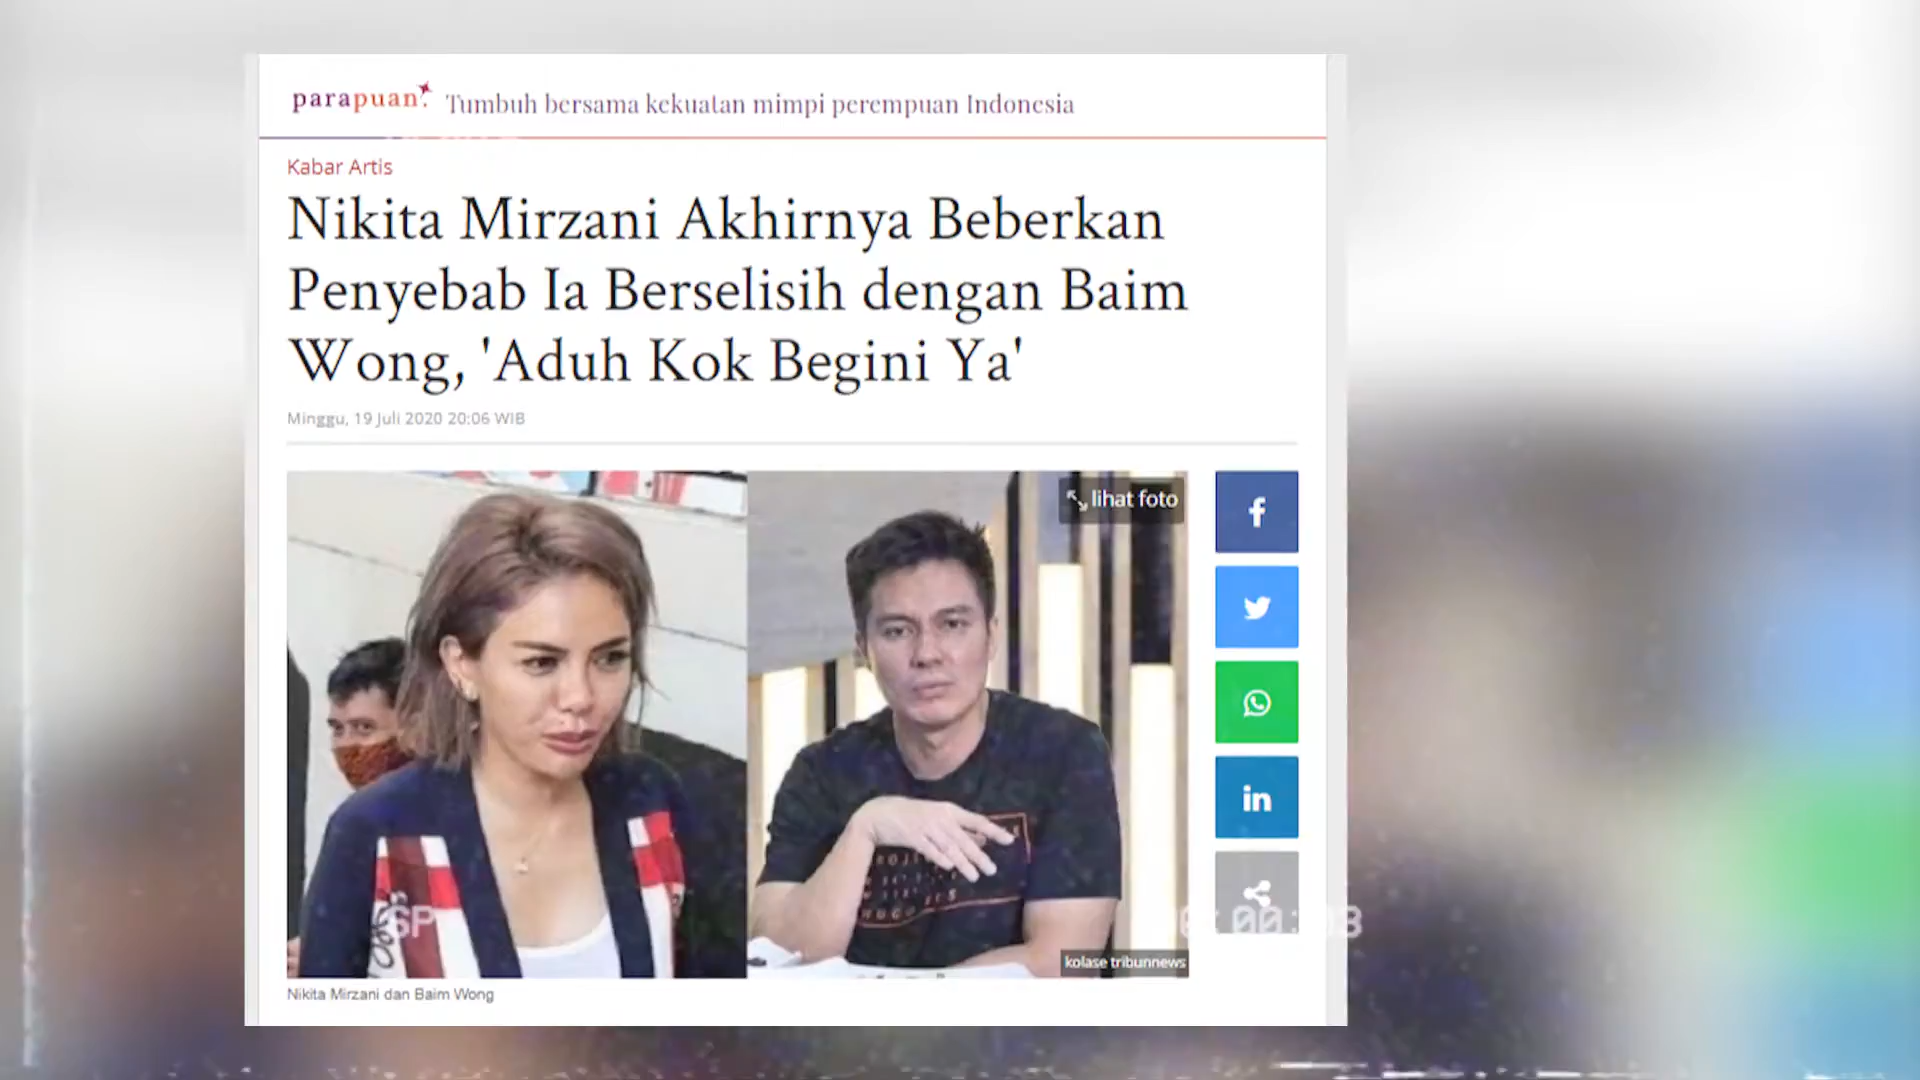 parapuan. Tumbuh bersama kekuatan mimpi perempuan Indonesia
Kabar Artis
Nikita Mirzani Akhirnya Beberkan
Penyebab Ia Berselisih dengan Baim
Wong, 'Aduh Kok Begini Ya'
Minggu, 19 Juli 2020 20:06 WIB
lihat foto
f
in
SP
kolase tribunnews
Nikita Mirzani dan Baim Wong